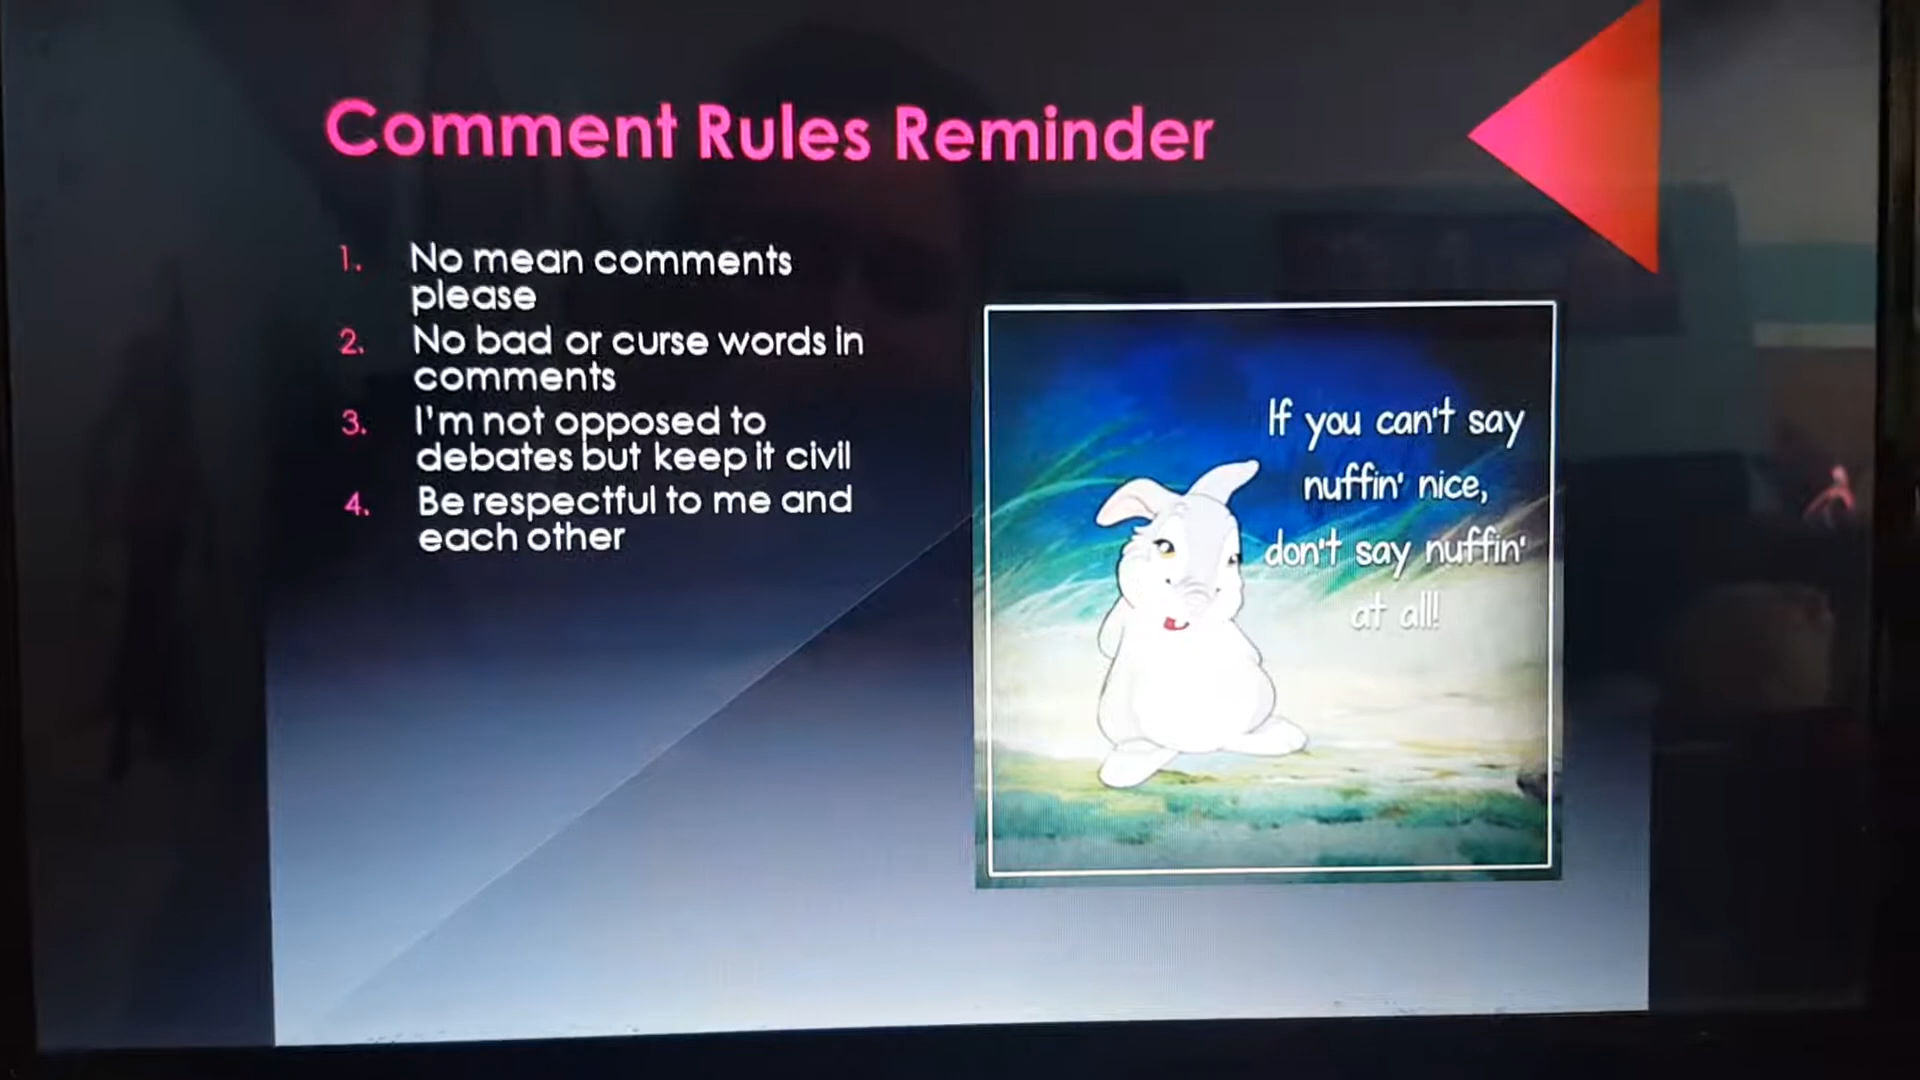 Comment Rules Reminder
1. No mean comments
please
2. No bad or curse words in
comments
3. I'm not opposed to
debates but keep it civil
4. Be respectful to me and
each other
If you can't say
nuffin' nice,
don't say nuffin'
at all!